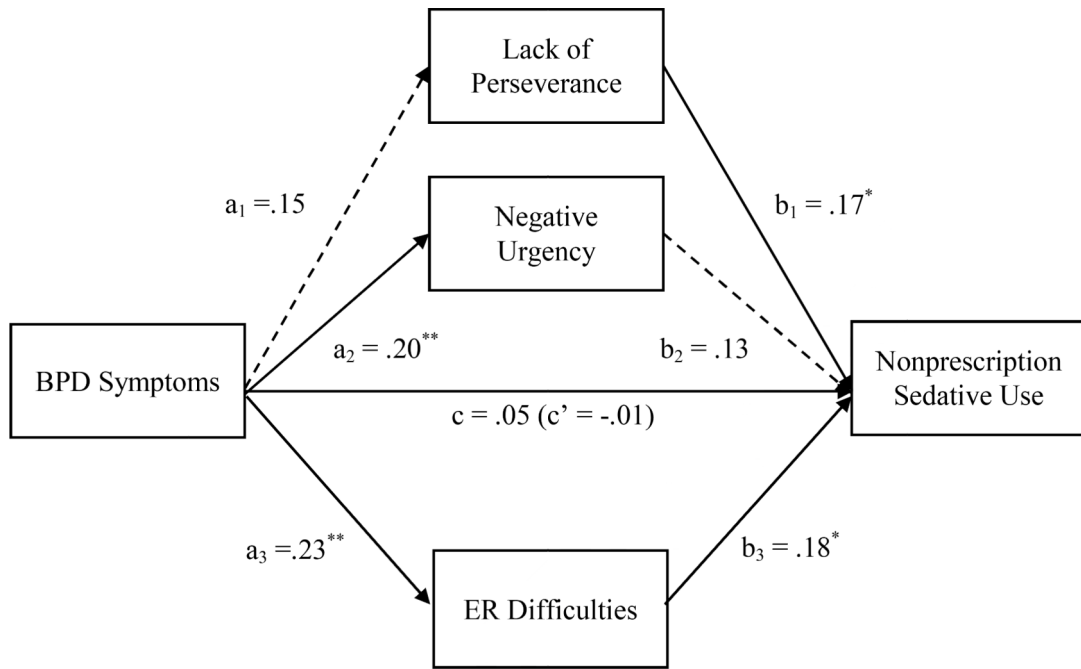 Lack of
Perseverance
a₁ =.15
b₁ = .17*
Negative
Urgency
a₂ = .20**
b₂ = .13
BPD Symptoms
Nonprescription
Sedative Use
c = .05 (c’ = -.01)
a₃ =.23**
b₃ = .18*
ER Difficulties